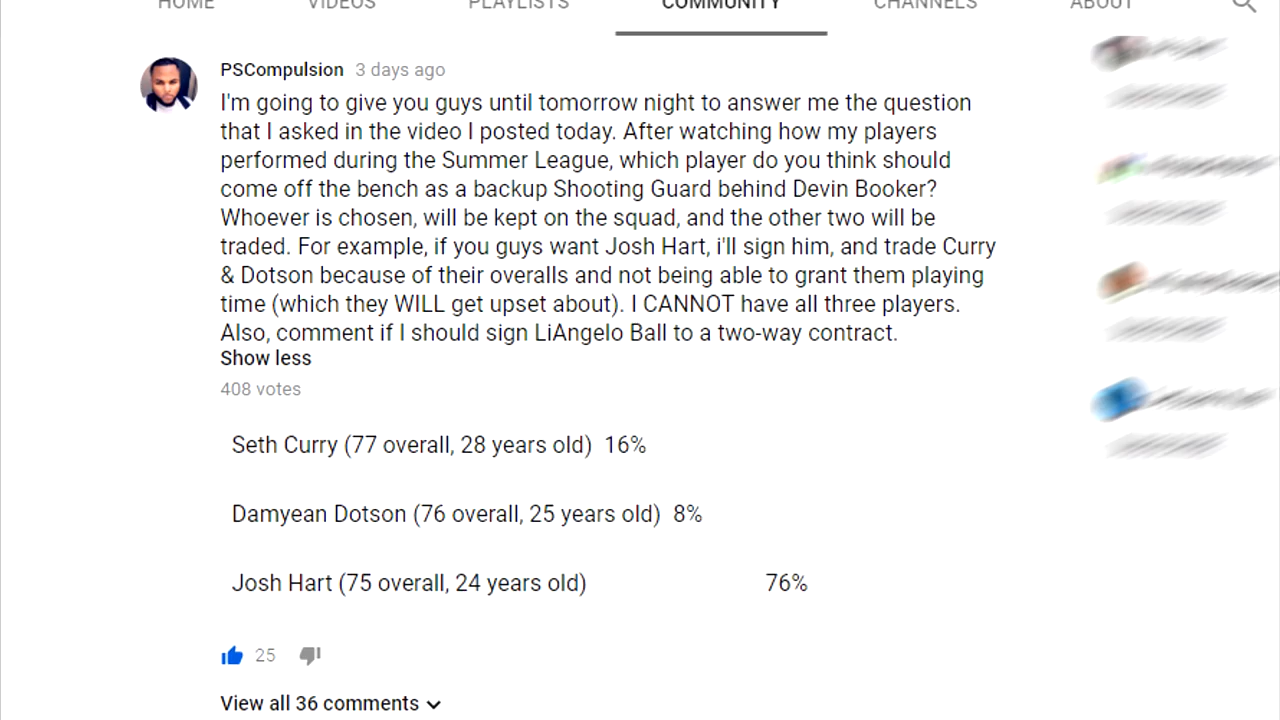 HOME VIDEOS PLAYLISTS COMMUNITY CHANNELS ABOUT
PSCompulsion 3 days ago
I'm going to give you guys until tomorrow night to answer me the question
that I asked in the video I posted today. After watching how my players
performed during the Summer League, which player do you think should
come off the bench as a backup Shooting Guard behind Devin Booker?
Whoever is chosen, will be kept on the squad, and the other two will be
traded. For example, if you guys want Josh Hart, i'll sign him, and trade Curry
& Dotson because of their overalls and not being able to grant them playing
time (which they WILL get upset about). I CANNOT have all three players.
Also, comment if I should sign LiAngelo Ball to a two-way contract.
Show less
408 votes
Seth Curry (77 overall, 28 years old) 16%
Damyean Dotson (76 overall, 25 years old) 8%
Josh Hart (75 overall, 24 years old) 76%
25
View all 36 comments